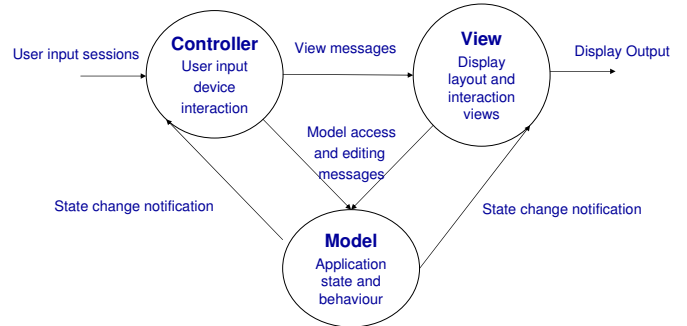 Controller
User input
device
interaction
View messages
View
Display
layout and
interaction
views
User input sessions
Display Output
Model access
and editing
messages
State change notification
State change notification
Model
Application
state and
behaviour